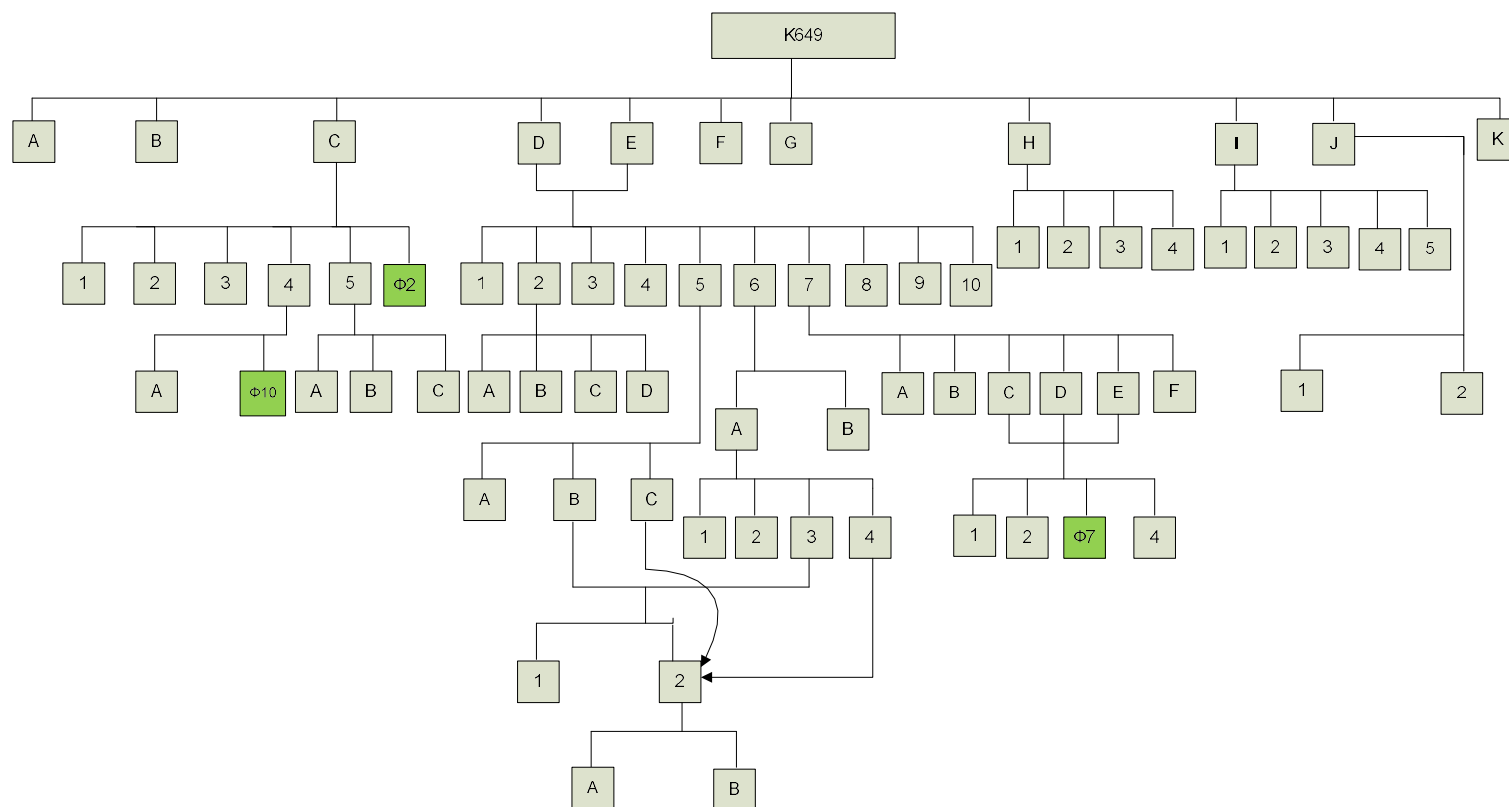 K649
A B C D E F G H I J K
1 2 3 4 1 2 3 4 5
1 2 3 4 5 Φ2 1 2 3 4 5 6 7 8 9 10
A Φ10 A B C A B C D A B C D E F 1 2
A B
A B C
1 2 3 4 1 2 Φ7 4
1 2
A B